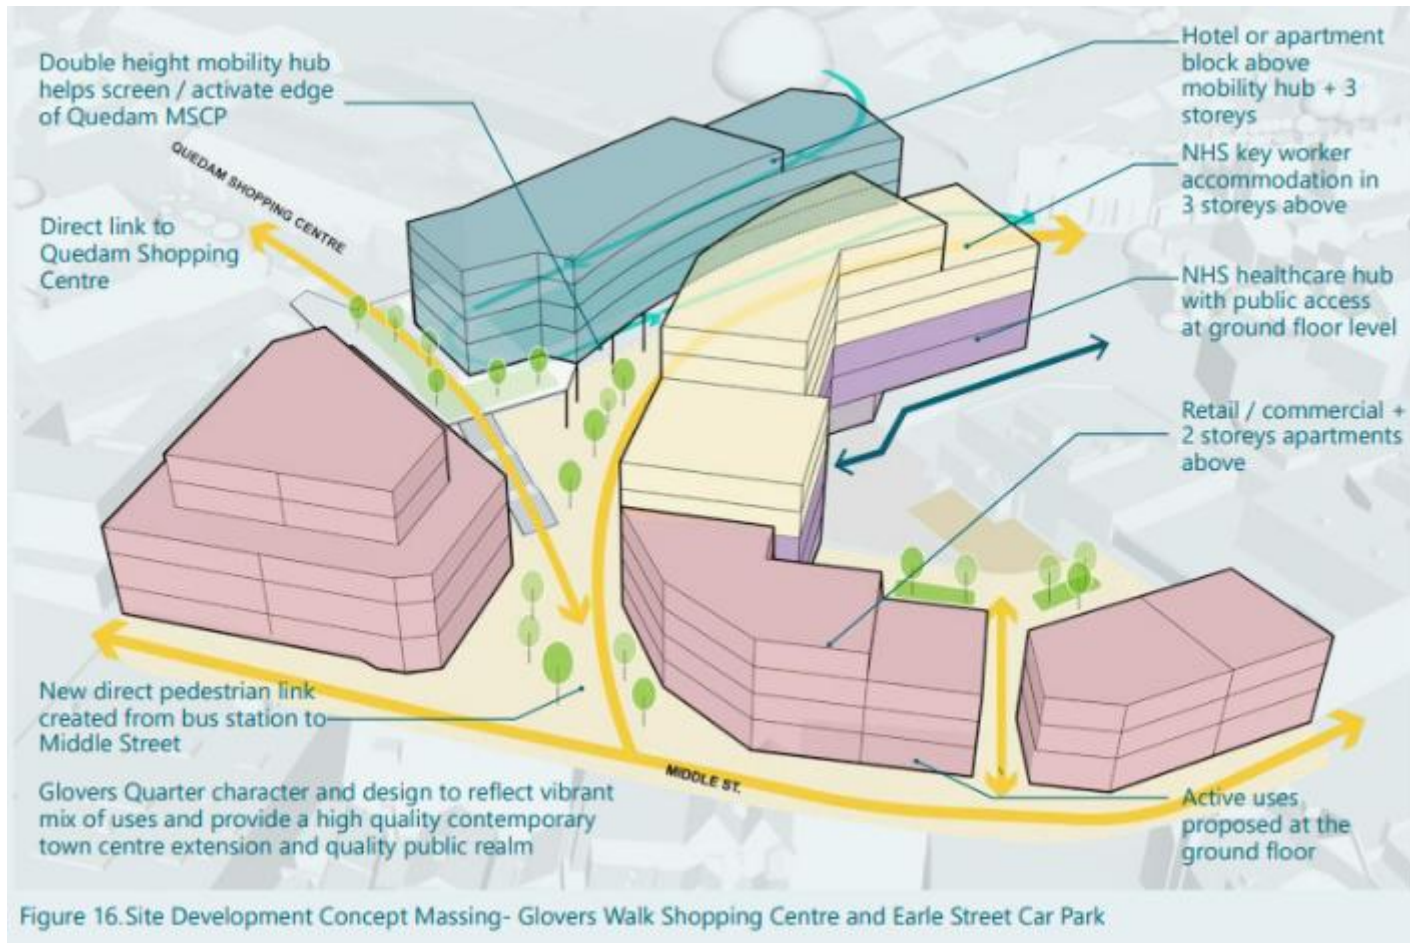 Double height mobility hub
helps screen / activate edge
of Quedam MSCP
QUEDAM SHOPPING CENTRE
Direct link to
Quedam Shopping
Centre
Hotel or apartment
block above
mobility hub + 3
storeys
NHS key worker
accommodation in
3 storeys above
NHS healthcare hub
with public access
at ground floor level
Retail / commercial +
2 storeys apartments
above
New direct pedestrian link
created from bus station to
Middle Street
MIDDLE ST.
Glovers Quarter character and design to reflect vibrant
mix of uses and provide a high quality contemporary
town centre extension and quality public realm
Active uses
proposed at the
ground floor
Figure 16.Site Development Concept Massing- Glovers Walk Shopping Centre and Earle Street Car Park